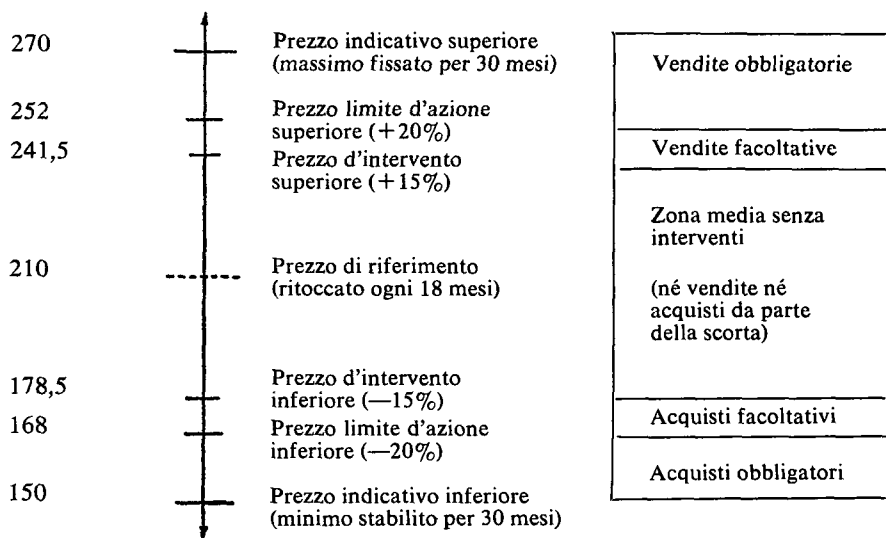 270
Prezzo indicativo superiore
(massimo fissato per 30 mesi)
Vendite obbligatorie
252
Prezzo limite d'azione
superiore (+20%)
241,5
Prezzo d'intervento
superiore (+15%)
Vendite facoltative
Zona media senza
interventi
210
Prezzo di riferimento
(ritoccato ogni 18 mesi)
(né vendite né
acquisti da parte
della scorta)
178,5
Prezzo d'intervento
inferiore (—15%)
Acquisti facoltativi
168
Prezzo limite d'azione
inferiore (—20%)
Acquisti obbligatori
150
Prezzo indicativo inferiore
(minimo stabilito per 30 mesi)